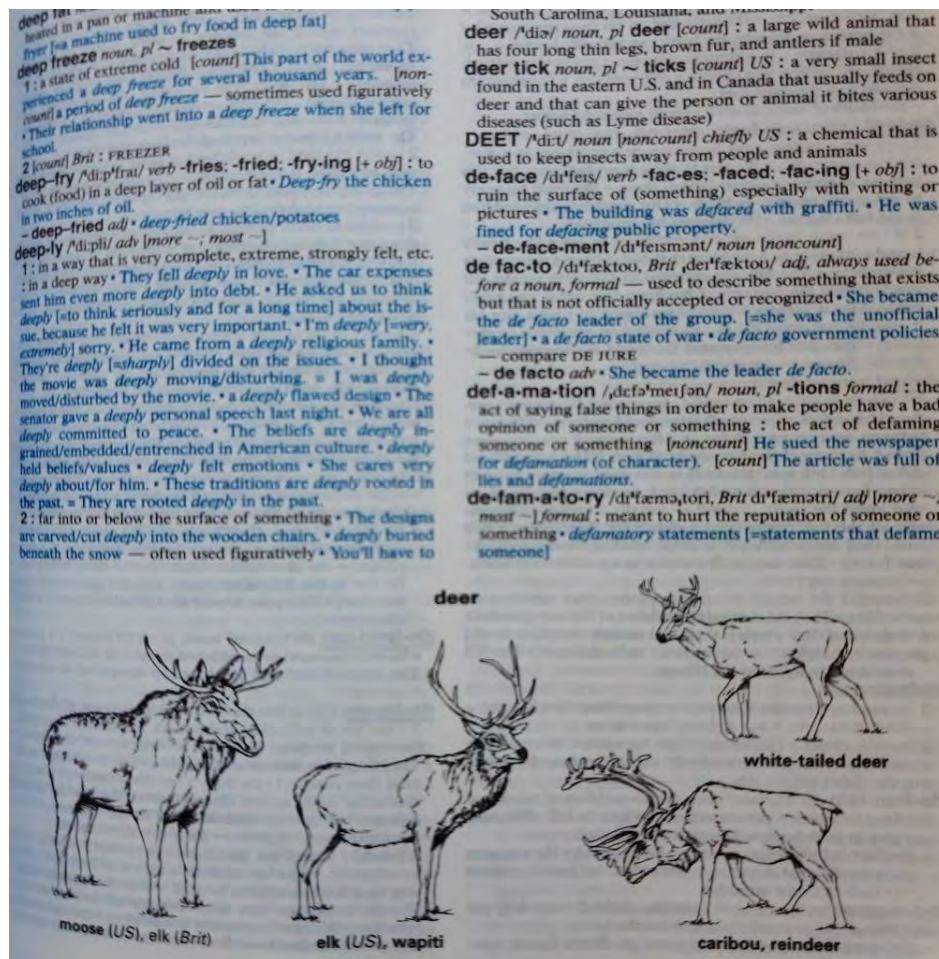 deep fat
heated in a pan or machine
fryer [=a machine used to fry food in deep fat]
deep freeze noun, pl ~ freezes
1 : a state of extreme cold [count] This part of the world ex-
perienced a deep freeze for several thousand years. [non-
count] a period of deep freeze — sometimes used figuratively
• Their relationship went into a deep freeze when she left for
school.
2 [count] Brit : FREEZER
deep–fry /ˈdiːpˈfraɪ/ verb -fries; -fried; -fry·ing [+ obj] : to
cook (food) in a deep layer of oil or fat • Deep-fry the chicken
in two inches of oil.
– deep–fried adj • deep-fried chicken/potatoes
deep·ly /ˈdiːpli/ adv [more ~; most ~]
1 : in a way that is very complete, extreme, strongly felt, etc.
: in a deep way • They fell deeply in love. • The car expenses
sent him even more deeply into debt. • He asked us to think
deeply [=to think seriously and for a long time] about the is-
sue, because he felt it was very important. • I'm deeply [=very,
extremely] sorry. • He came from a deeply religious family. •
They're deeply [=sharply] divided on the issues. • I thought
the movie was deeply moving/disturbing. = I was deeply
moved/disturbed by the movie. • a deeply flawed design • The
senator gave a deeply personal speech last night. • We are all
deeply committed to peace. • The beliefs are deeply in-
grained/embedded/entrenched in American culture. • deeply
held beliefs/values • deeply felt emotions • She cares very
deeply about/for him. • These traditions are deeply rooted in
the past. = They are rooted deeply in the past.
2 : far into or below the surface of something • The designs
are carved/cut deeply into the wooden chairs. • deeply buried
beneath the snow — often used figuratively • You'll have to
South Carolina, Louisiana, and Mississippi
deer /ˈdiɚ/ noun, pl deer [count] : a large wild animal that
has four long thin legs, brown fur, and antlers if male
deer tick noun, pl ~ ticks [count] US : a very small insect
found in the eastern U.S. and in Canada that usually feeds on
deer and that can give the person or animal it bites various
diseases (such as Lyme disease)
DEET /ˈdiːt/ noun [noncount] chiefly US : a chemical that is
used to keep insects away from people and animals
de·face /dɪˈfeɪs/ verb -fac·es; -faced; -fac·ing [+ obj] : to
ruin the surface of (something) especially with writing or
pictures • The building was defaced with graffiti. • He was
fined for defacing public property.
– de·face·ment /dɪˈfeɪsmənt/ noun [noncount]
de fac·to /dɪˈfæktoʊ, Brit ˌdeɪˈfæktoʊ/ adj, always used be-
fore a noun, formal — used to describe something that exists
but that is not officially accepted or recognized • She became
the de facto leader of the group. [=she was the unofficial
leader] • a de facto state of war • de facto government policies
— compare DE JURE
– de facto adv • She became the leader de facto.
def·a·ma·tion /ˌdɛfəˈmeɪʃən/ noun, pl -tions formal : the
act of saying false things in order to make people have a bad
opinion of someone or something : the act of defaming
someone or something [noncount] He sued the newspaper
for defamation (of character). [count] The article was full of
lies and defamations.
de·fam·a·to·ry /dɪˈfæməˌtori, Brit dɪˈfæmətri/ adj [more ~;
most ~] formal : meant to hurt the reputation of someone or
something • defamatory statements [=statements that defame
someone]
deer
white-tailed deer
moose (US), elk (Brit)
elk (US), wapiti
caribou, reindeer